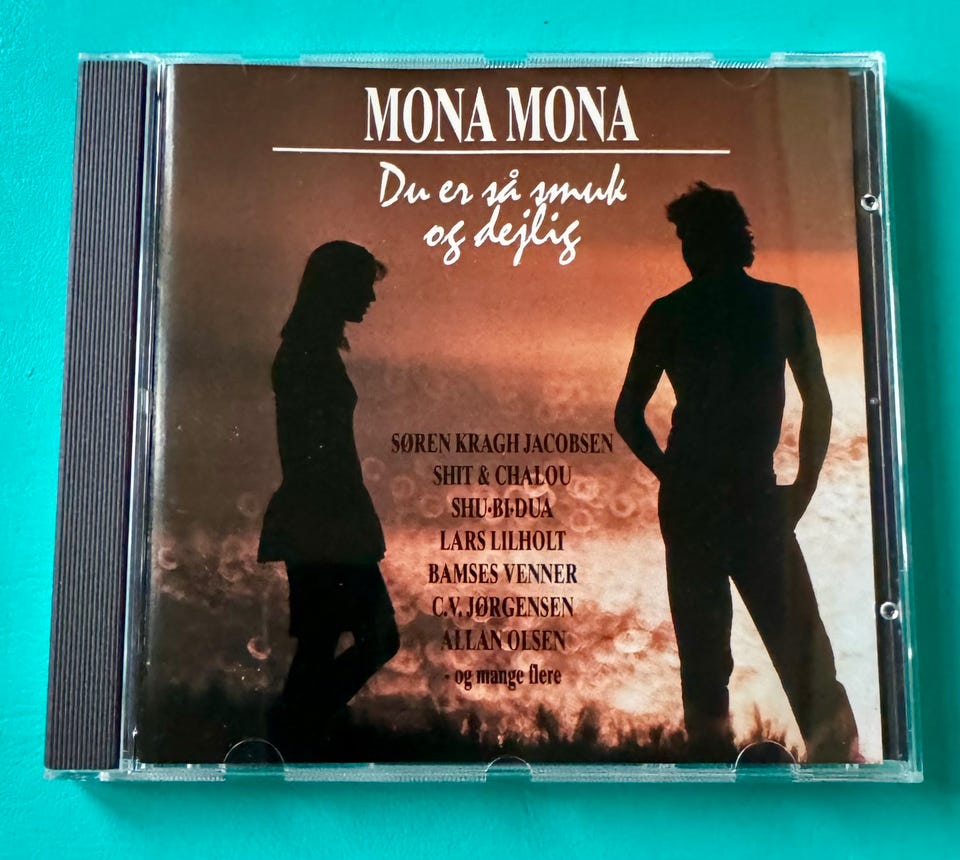 MONA MONA
Du er så smuk
og dejlig
SØREN KRAGH JACOBSEN
SHIT & CHALOU
SHU•BI•DUA
LARS LILHOLT
BAMSES VENNER
C.V. JØRGENSEN
ALLAN OLSEN
- og mange flere